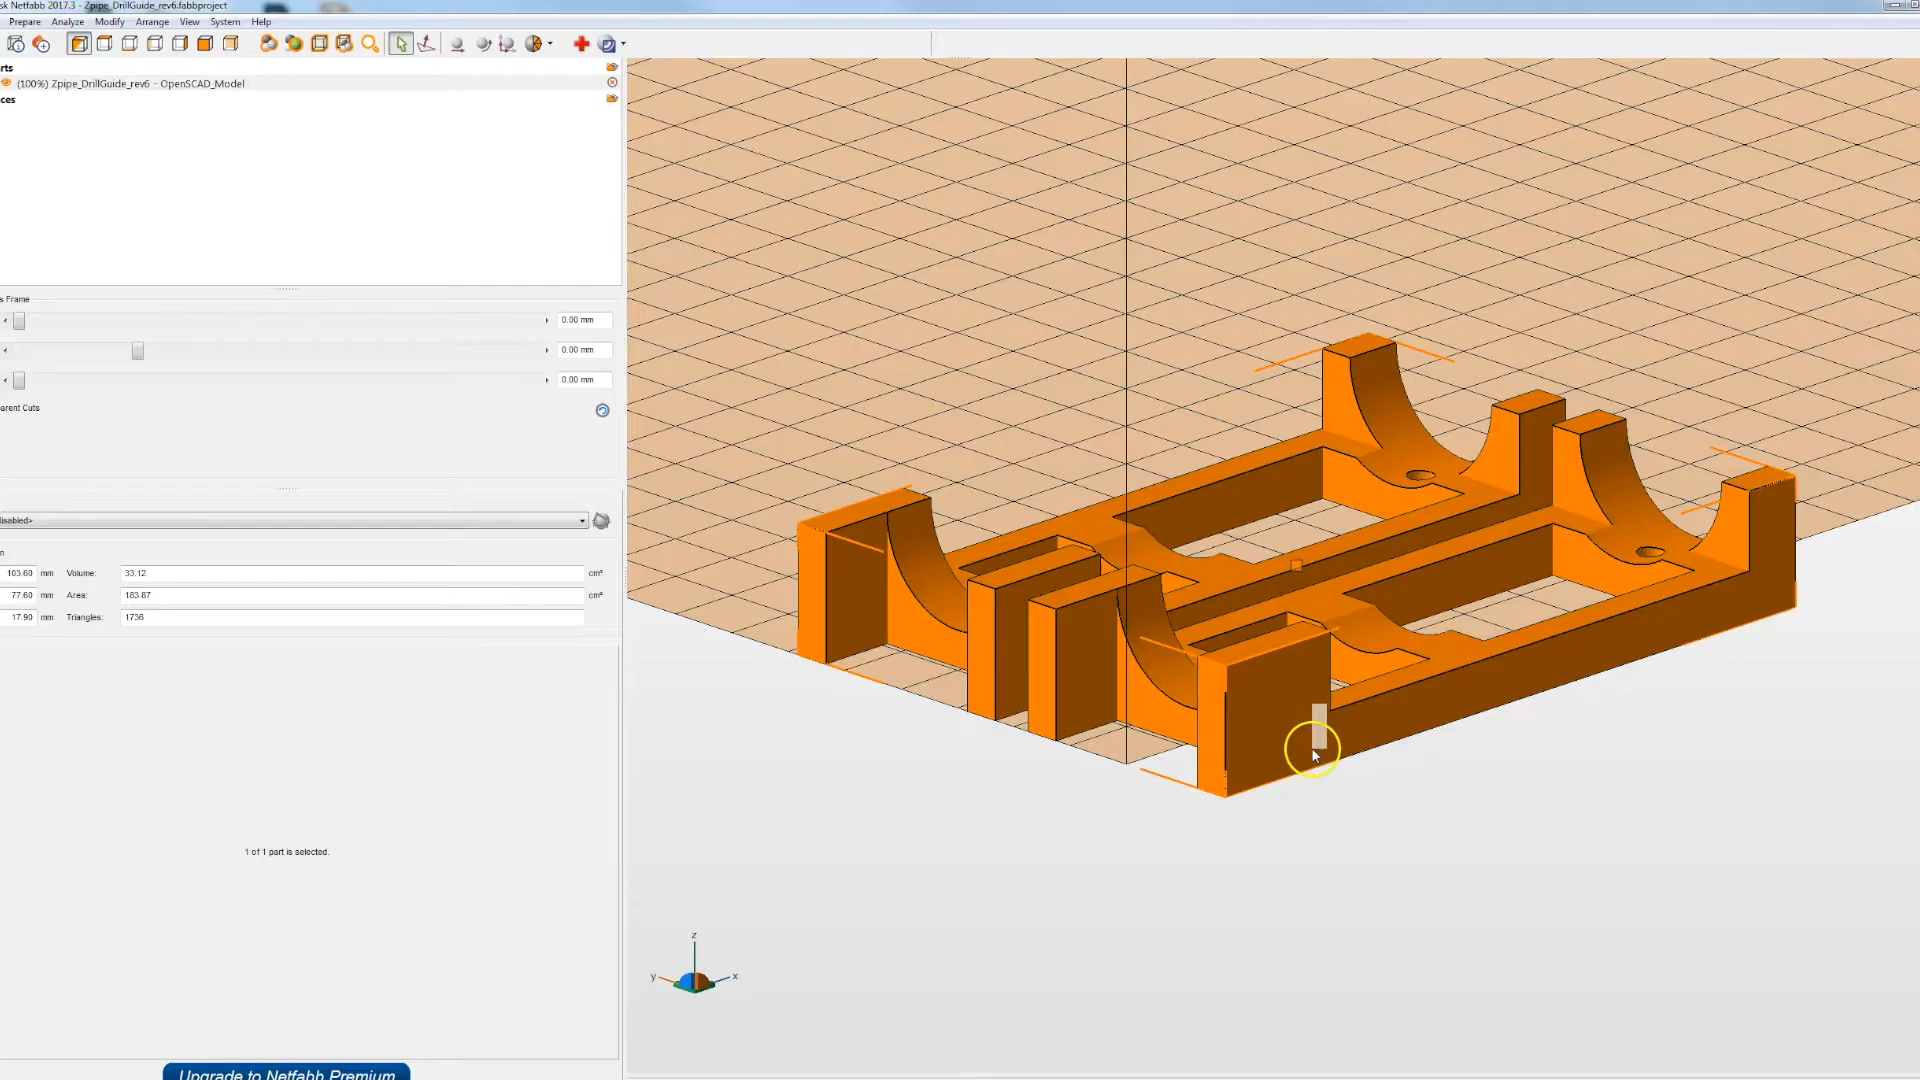 sk Netfabb 2017.3 - Zpipe_DrillGuide_rev6.fabbproject
Prepare Analyze Modify Arrange View System Help
rts
(100%) Zpipe_DrillGuide_rev6 - OpenSCAD_Model
ces
s Frame
0.00 mm
0.00 mm
0.00 mm
arent Cuts
isabled>
n
103.60 mm Volume: 33.12 cm³
77.60 mm Area: 183.87 cm²
17.90 mm Triangles: 1736
1 of 1 part is selected.
z
y x
Upgrade to Netfabb Premium